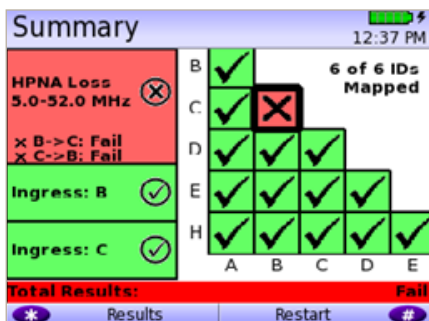 Summary
12:37 PM
HPNA Loss
5.0-52.0 MHz
x B->C: Fail
x C->B: Fail
Ingress: B
Ingress: C
6 of 6 IDs
Mapped
B
C
D
E
H
A B C D E
Total Results: Fail
* Results Restart #